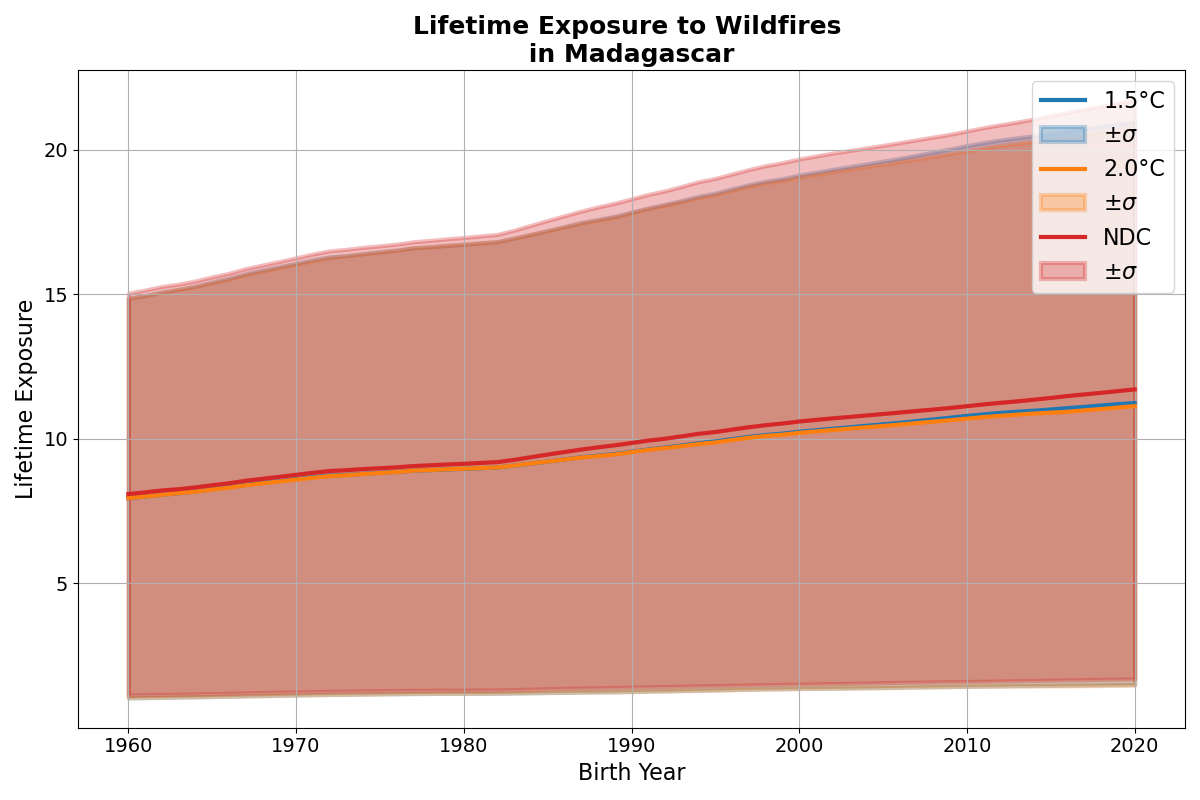 Lifetime Exposure to Wildfires
in Madagascar
1.5°C
±σ
2.0°C
±σ
NDC
±σ
Lifetime Exposure
20
15
10
5
1960 1970 1980 1990 2000 2010 2020
Birth Year